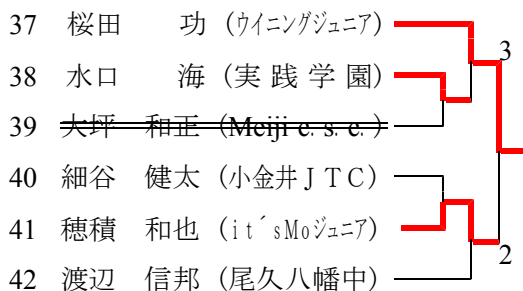 37 桜田 功 (ウイニングジュニア)
3
38 水口 海 (実践学園)
39 大坪 和正 (Meiji c. s. c. )
40 細谷 健太 (小金井JTC)
41 穂積 和也 (it´sMoジュニア)
2
42 渡辺 信邦 (尾久八幡中)